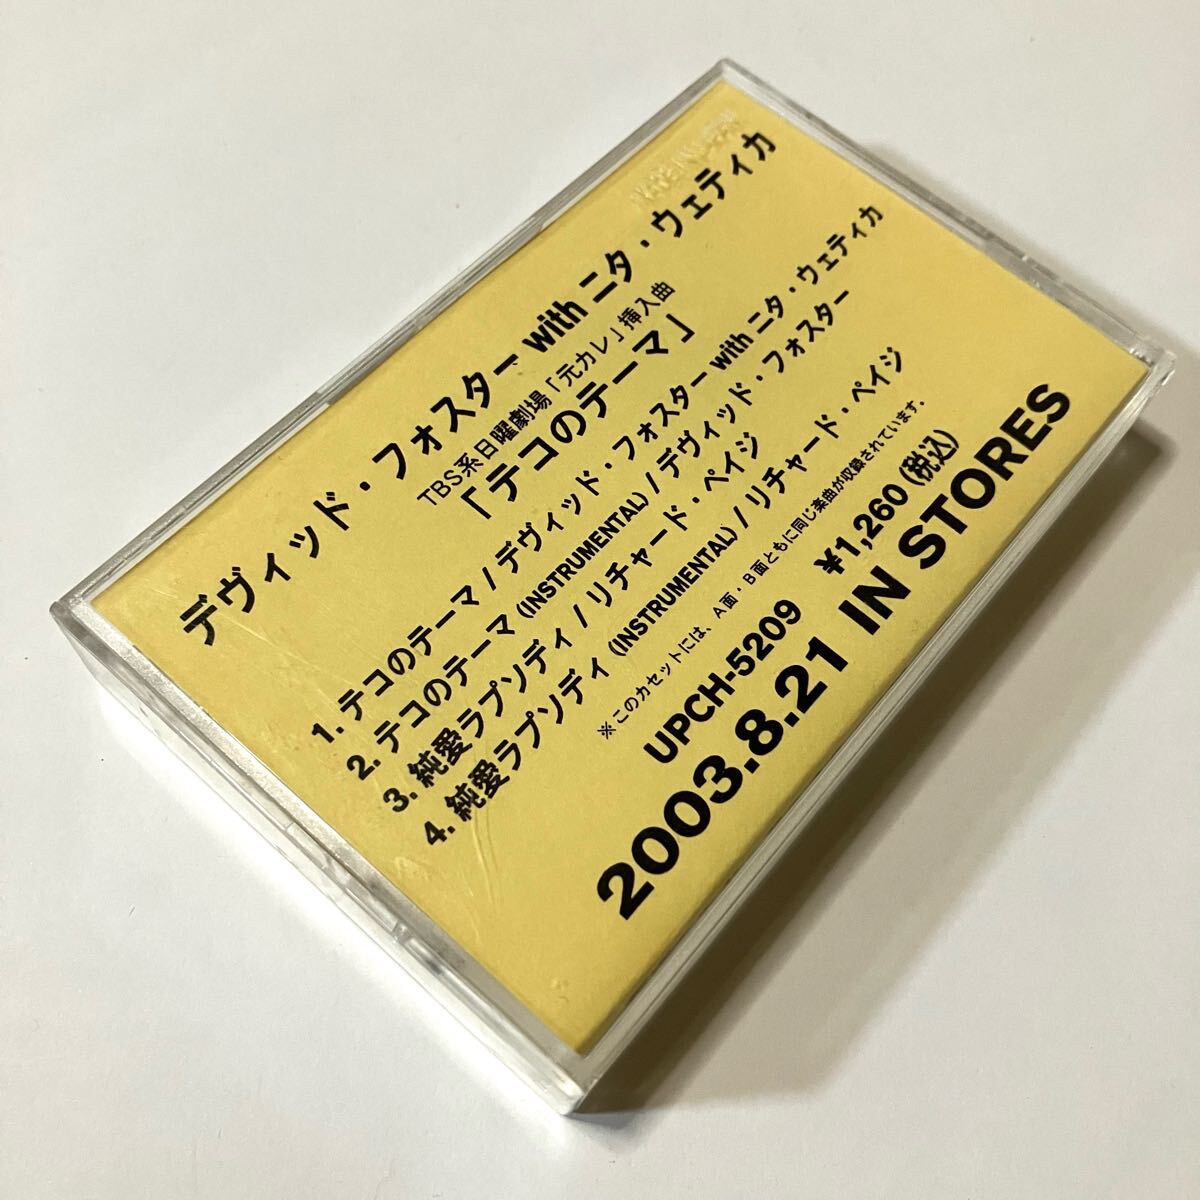 デヴィッド・フォスター with ニタ・ウェティカ
TBS系日曜劇場「元カレ」挿入曲
「テコのテーマ」
1. テコのテーマ / デヴィッド・フォスター with ニタ・ウェティカ
2. テコのテーマ (INSTRUMENTAL) / デヴィッド・フォスター
3. 純愛ラプソディ / リチャード・ペイジ
4. 純愛ラプソディ (INSTRUMENTAL) / リチャード・ペイジ
※このカセットには、A面・B面ともに同じ楽曲が収録されています。
UPCH-5209 ¥1,260 (税込)
2003.8.21 IN STORES